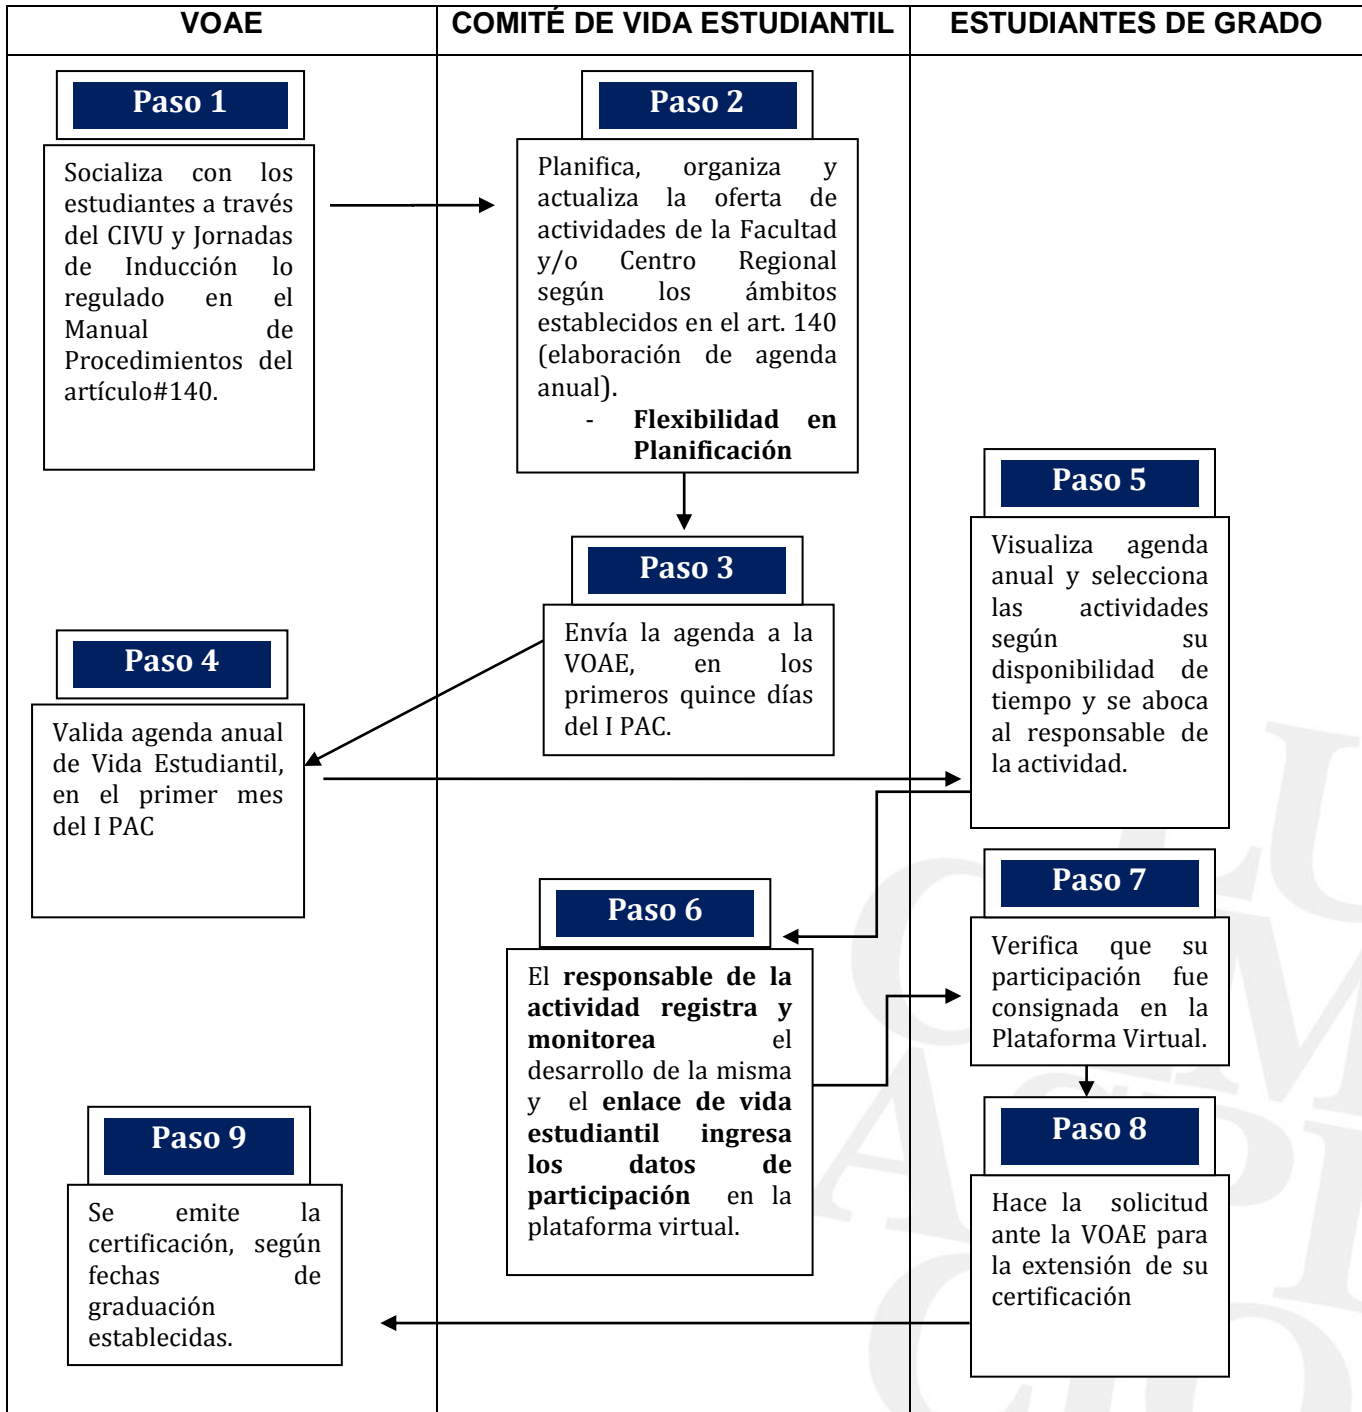 VOAE
COMITÉ DE VIDA ESTUDIANTIL
ESTUDIANTES DE GRADO
Paso 1
Socializa con los
estudiantes a través
del CIVU y Jornadas
de Inducción lo
regulado en el
Manual de
Procedimientos del
artículo#140.
Paso 2
Planifica, organiza y
actualiza la oferta de
actividades de la Facultad
y/o Centro Regional
según los ámbitos
establecidos en el art. 140
(elaboración de agenda
anual).
- Flexibilidad en
Planificación
Paso 3
Envía la agenda a la
VOAE, en los
primeros quince días
del I PAC.
Paso 4
Valida agenda anual
de Vida Estudiantil,
en el primer mes
del I PAC
Paso 5
Visualiza agenda
anual y selecciona
las actividades
según su
disponibilidad de
tiempo y se aboca
al responsable de
la actividad.
Paso 6
El responsable de la
actividad registra y
monitorea el
desarrollo de la misma
y el enlace de vida
estudiantil ingresa
los datos de
participación en la
plataforma virtual.
Paso 7
Verifica que su
participación fue
consignada en la
Plataforma Virtual.
Paso 8
Hace la solicitud
ante la VOAE para
la extensión de su
certificación
Paso 9
Se emite la
certificación, según
fechas de
graduación
establecidas.